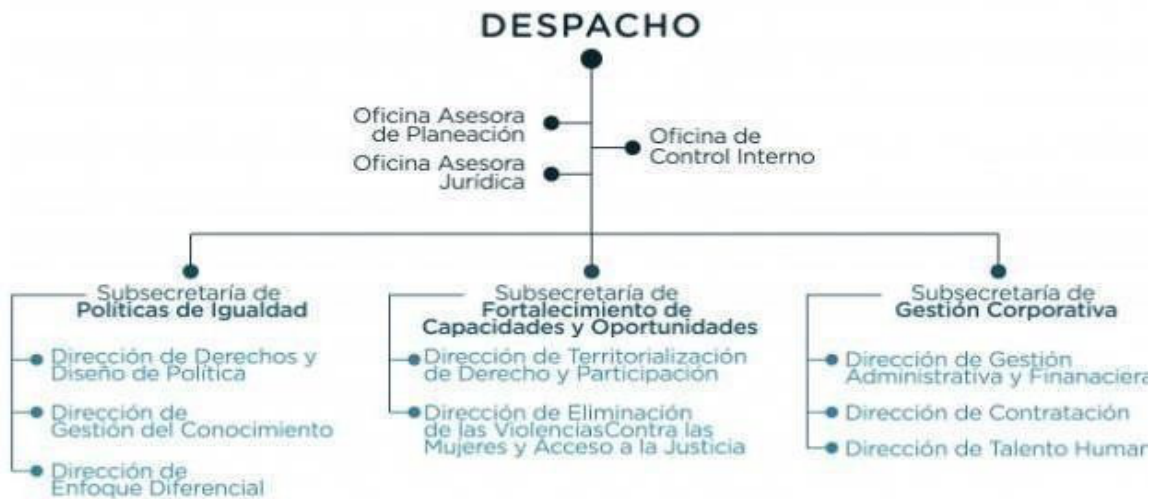 DESPACHO
Oficina Asesora
de Planeación
Oficina de
Control Interno
Oficina Asesora
Jurídica
Subsecretaría de
Políticas de Igualdad
Dirección de Derechos y
Diseño de Política
Dirección de
Gestión del Conocimiento
Dirección de
Enfoque Diferencial
Subsecretaría de
Fortalecimiento de
Capacidades y Oportunidades
Dirección de Territorialización
de Derecho y Participación
Dirección de Eliminación
de las ViolenciasContra las
Mujeres y Acceso a la Justicia
Subsecretaría de
Gestión Corporativa
Dirección de Gestión
Administrativa y Finanaciera
Dirección de Contratación
Dirección de Talento Human